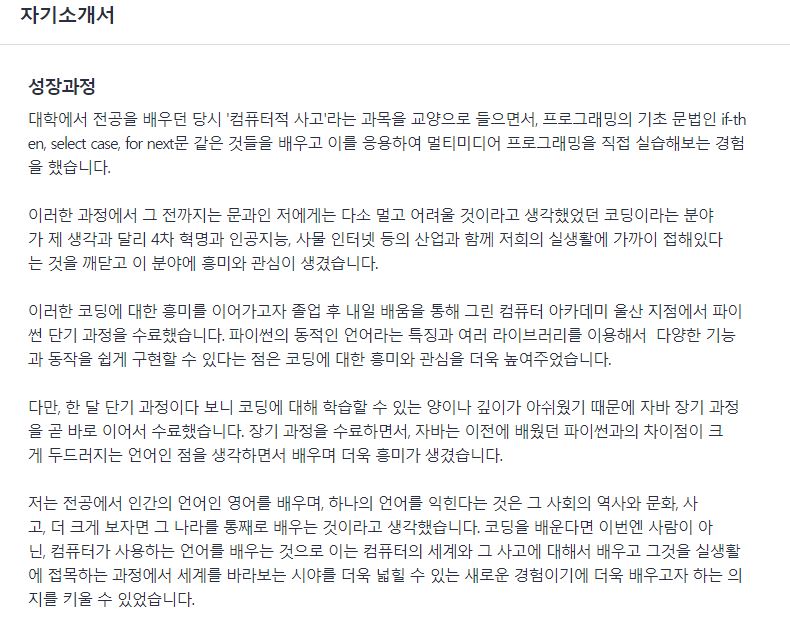 자기소개서
성장과정
대학에서 전공을 배우던 당시 '컴퓨터적 사고'라는 과목을 교양으로 들으면서, 프로그래밍의 기초 문법인 if-th
en, select case, for next문 같은 것들을 배우고 이를 응용하여 멀티미디어 프로그래밍을 직접 실습해보는 경험
을 했습니다.
이러한 과정에서 그 전까지는 문과인 저에게는 다소 멀고 어려울 것이라고 생각했었던 코딩이라는 분야
가 제 생각과 달리 4차 혁명과 인공지능, 사물 인터넷 등의 산업과 함께 저희의 실생활에 가까이 접해있다
는 것을 깨닫고 이 분야에 흥미와 관심이 생겼습니다.
이러한 코딩에 대한 흥미를 이어가고자 졸업 후 내일 배움을 통해 그린 컴퓨터 아카데미 울산 지점에서 파이
썬 단기 과정을 수료했습니다. 파이썬의 동적인 언어라는 특징과 여러 라이브러리를 이용해서  다양한 기능
과 동작을 쉽게 구현할 수 있다는 점은 코딩에 대한 흥미와 관심을 더욱 높여주었습니다.
다만, 한 달 단기 과정이다 보니 코딩에 대해 학습할 수 있는 양이나 깊이가 아쉬웠기 때문에 자바 장기 과정
을 곧 바로 이어서 수료했습니다. 장기 과정을 수료하면서, 자바는 이전에 배웠던 파이썬과의 차이점이 크
게 두드러지는 언어인 점을 생각하면서 배우며 더욱 흥미가 생겼습니다.
저는 전공에서 인간의 언어인 영어를 배우며, 하나의 언어를 익힌다는 것은 그 사회의 역사와 문화, 사
고, 더 크게 보자면 그 나라를 통째로 배우는 것이라고 생각했습니다. 코딩을 배운다면 이번엔 사람이 아
닌, 컴퓨터가 사용하는 언어를 배우는 것으로 이는 컴퓨터의 세계와 그 사고에 대해서 배우고 그것을 실생활
에 접목하는 과정에서 세계를 바라보는 시야를 더욱 넓힐 수 있는 새로운 경험이기에 더욱 배우고자 하는 의
지를 키울 수 있었습니다.